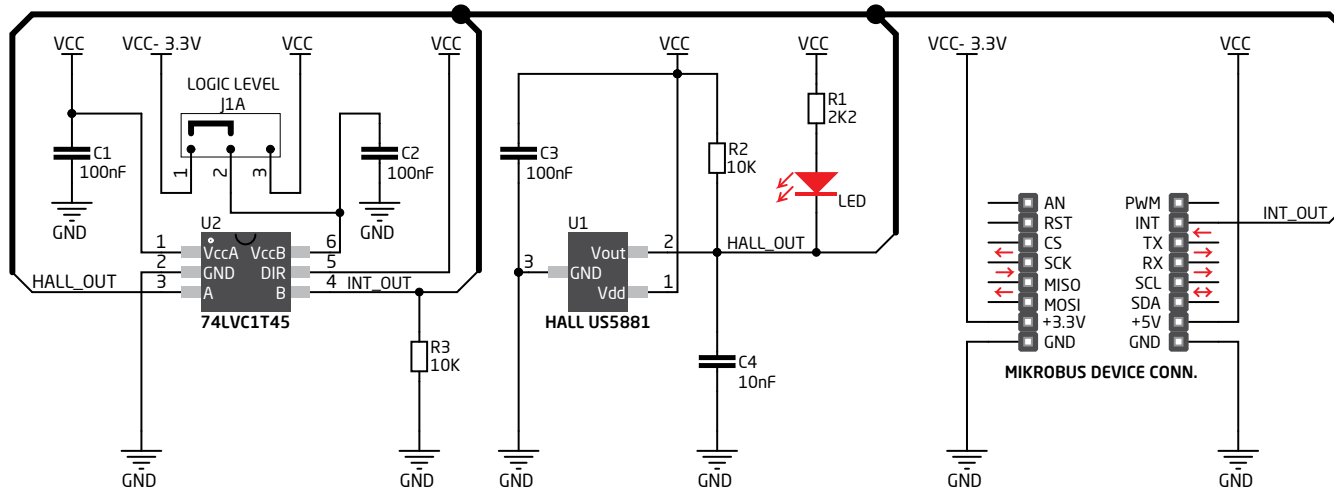 VCC
VCC- 3.3V
VCC
VCC
LOGIC LEVEL
J1A
C1
100nF
1
2
3
C2
100nF
GND
GND
U2
1
2
3
VccA
GND
A
VccB
DIR
B
6
5
4
HALL_OUT
INT_OUT
74LVC1T45
R3
10K
GND
GND
VCC
VCC
R1
2K2
R2
10K
C3
100nF
LED
U1
3
Vout
GND
Vdd
2
1
HALL_OUT
HALL US5881
C4
10nF
GND
GND
VCC- 3.3V
VCC
AN
RST
CS
SCK
MISO
MOSI
+3.3V
GND
PWM
INT
TX
RX
SCL
SDA
+5V
GND
INT_OUT
MIKROBUS DEVICE CONN.
GND
GND